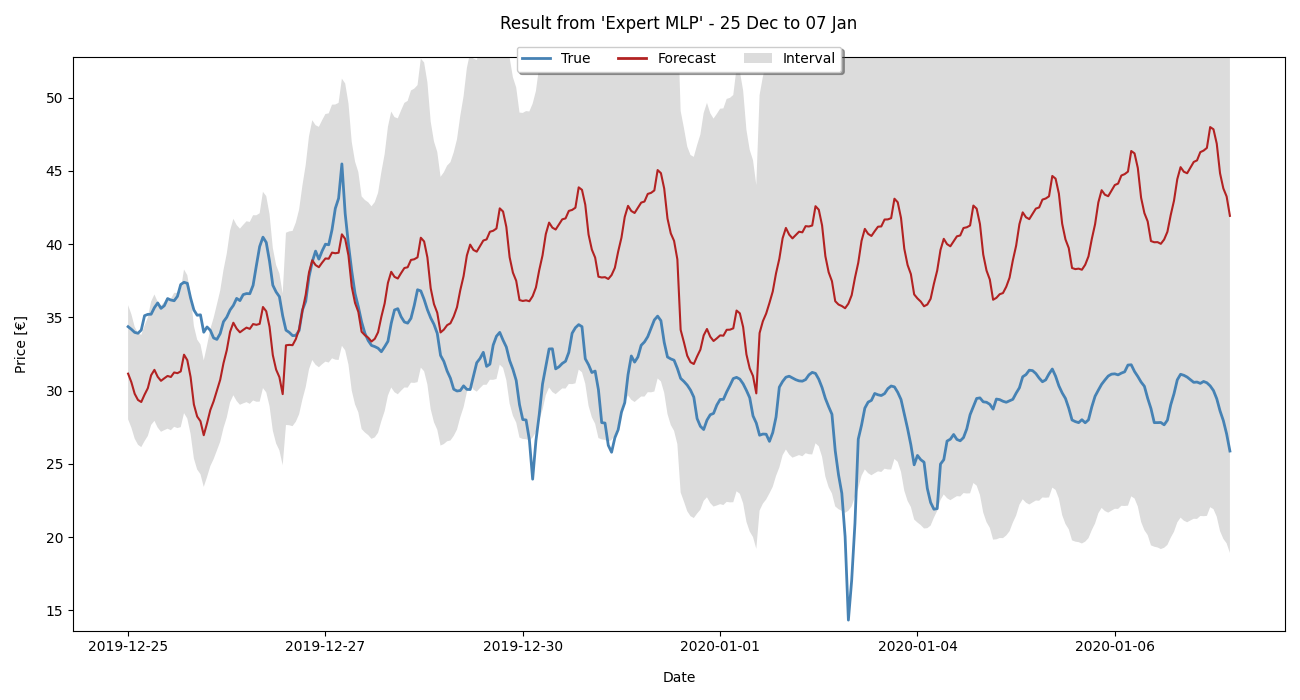 Result from 'Expert MLP' - 25 Dec to 07 Jan
True Forecast Interval
Price [€]
50
45
40
35
30
25
20
15
2019-12-25 2019-12-27 2019-12-30 2020-01-01 2020-01-04 2020-01-06
Date